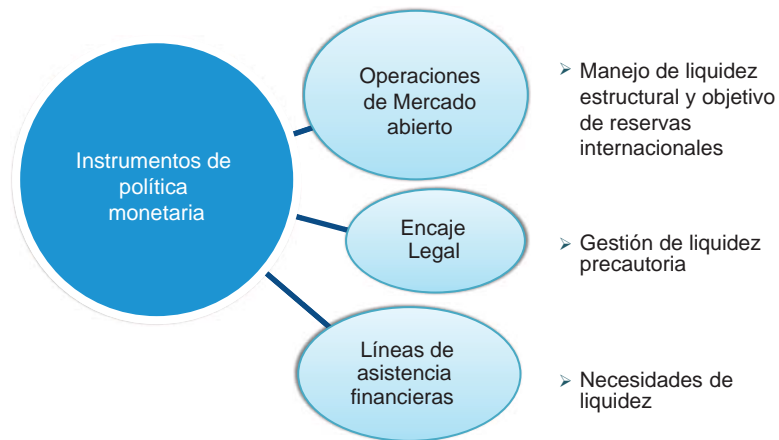 Instrumentos de
política
monetaria
Operaciones
de Mercado
abierto
➢ Manejo de liquidez
estructural y objetivo
de reservas
internacionales
Encaje
Legal
➢ Gestión de liquidez
precautoria
Líneas de
asistencia
financieras
➢ Necesidades de
liquidez